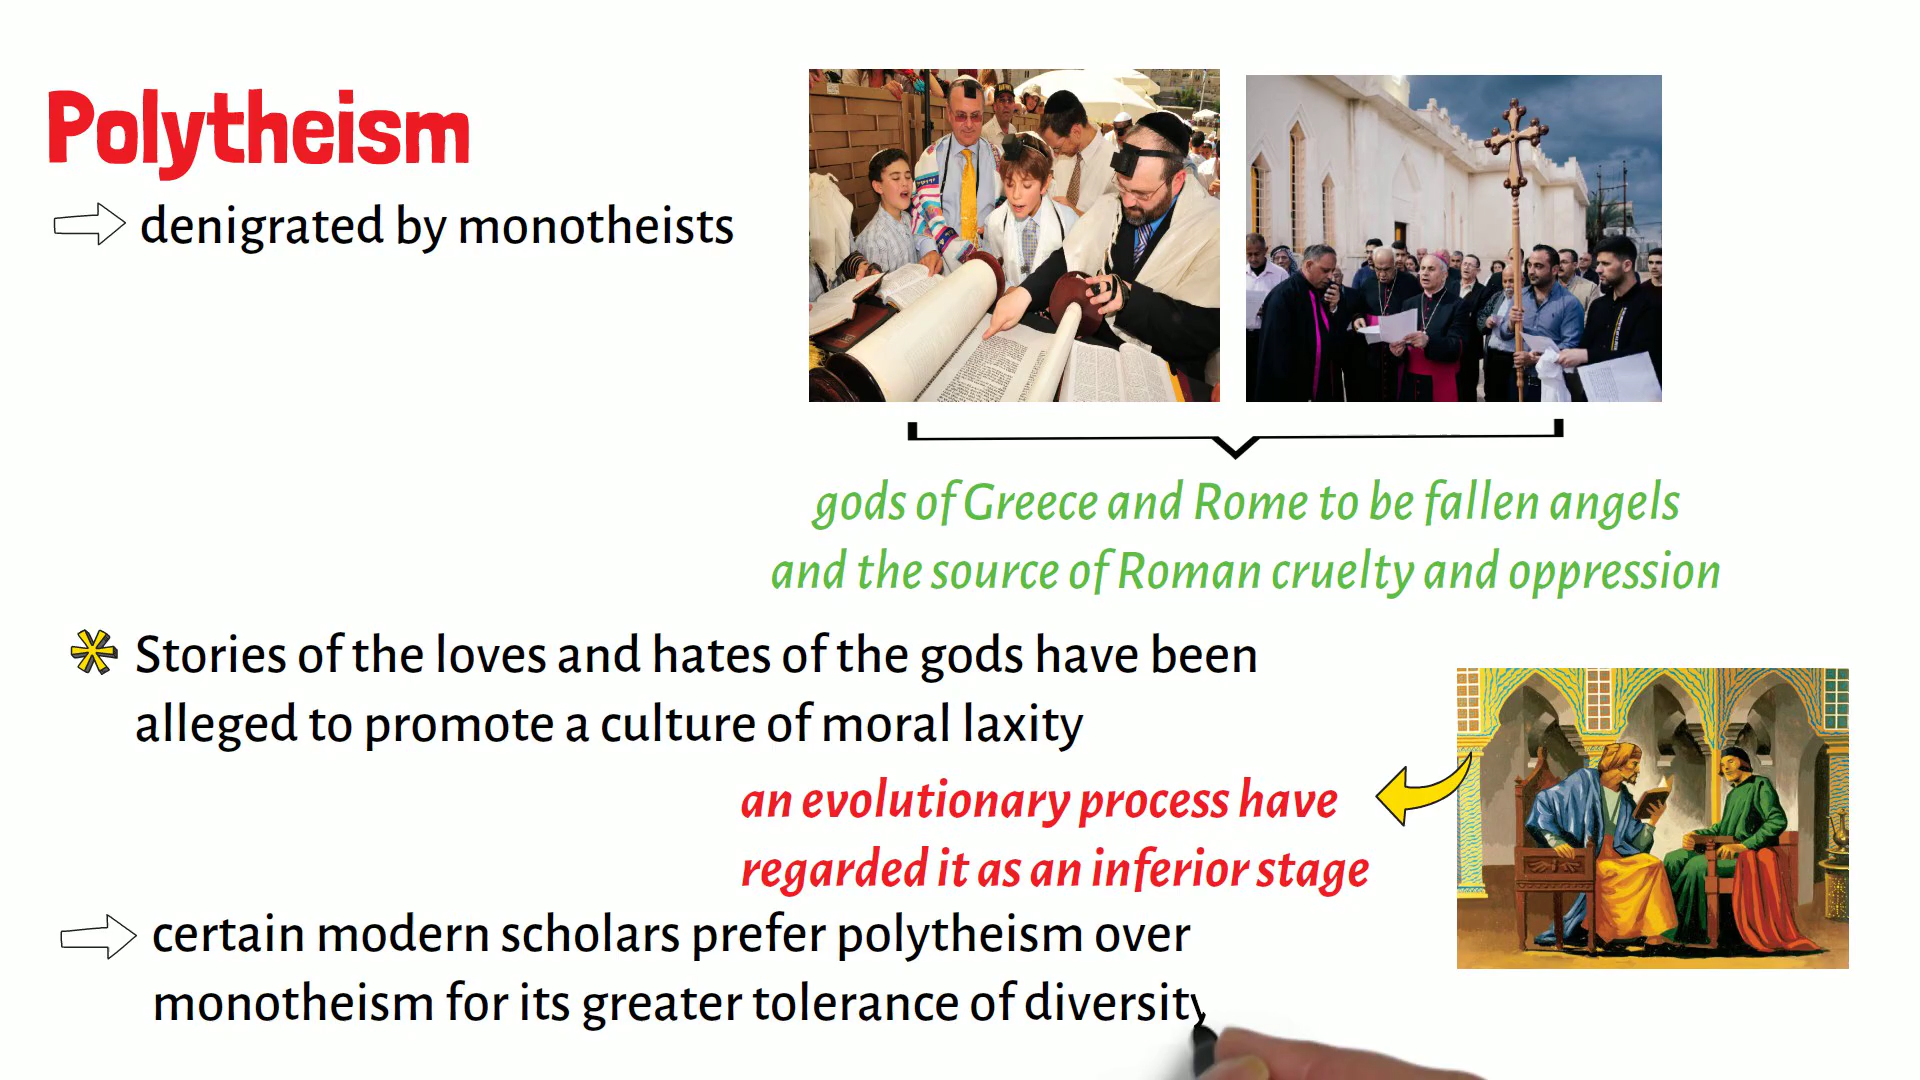 Polytheism
denigrated by monotheists
gods of Greece and Rome to be fallen angels
and the source of Roman cruelty and oppression
Stories of the loves and hates of the gods have been
alleged to promote a culture of moral laxity
an evolutionary process have
regarded it as an inferior stage
certain modern scholars prefer polytheism over
monotheism for its greater tolerance of diversity